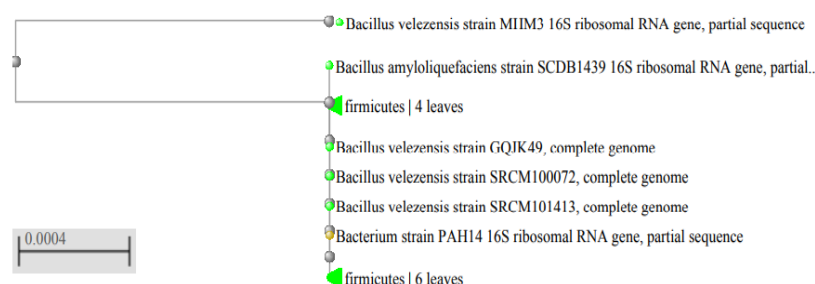 Bacillus velezensis strain MHM3 16S ribosomal RNA gene, partial sequence
Bacillus amyloliquefaciens strain SCDB1439 16S ribosomal RNA gene, partial..
firmicutes | 4 leaves
Bacillus velezensis strain GQJK49, complete genome
Bacillus velezensis strain SRCM100072, complete genome
Bacillus velezensis strain SRCM101413, complete genome
0.0004
Bacterium strain PAH14 16S ribosomal RNA gene, partial sequence
firmicutes | 6 leaves